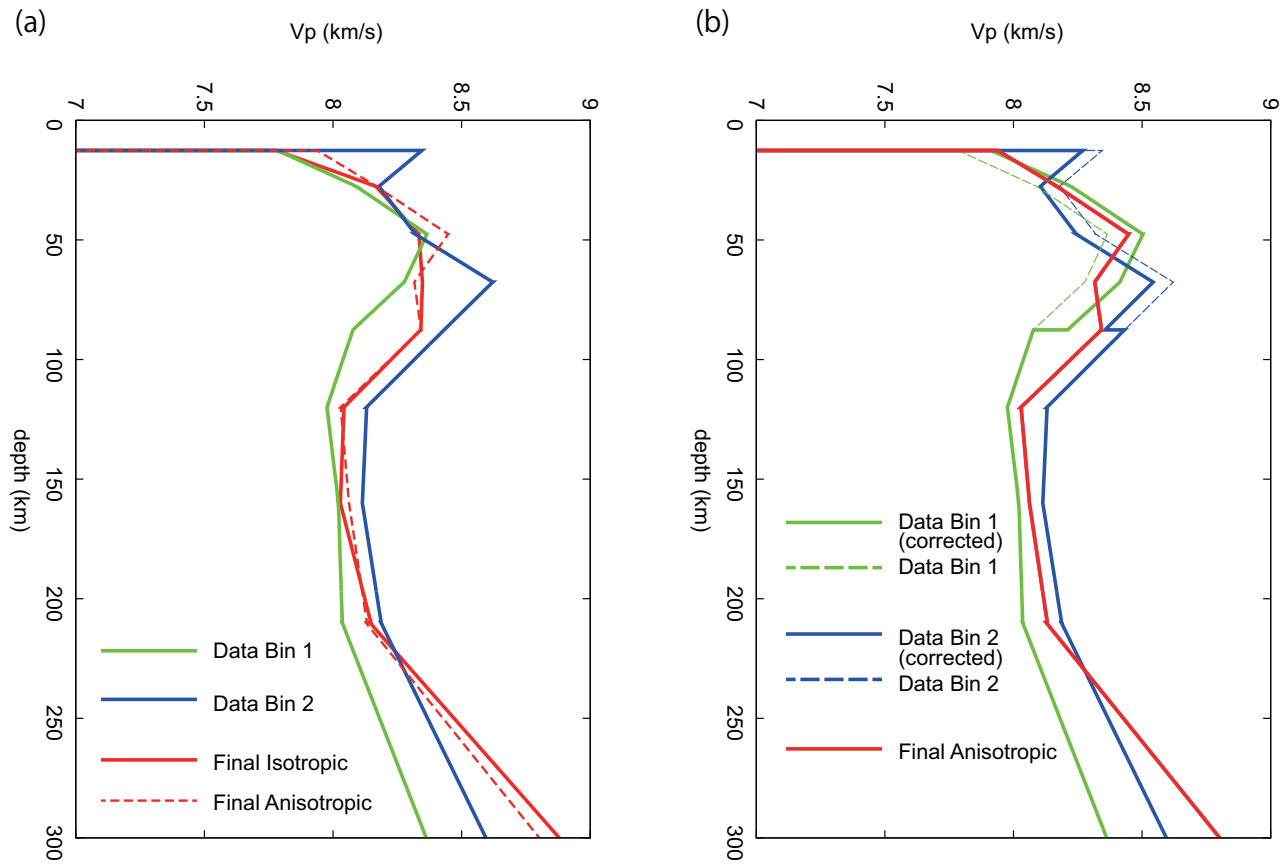 (a)
Vp (km/s)
7
7.5
8
8.5
9
0
50
100
150
200
250
300
depth (km)
Data Bin 1
Data Bin 2
Final Isotropic
Final Anisotropic
(b)
Vp (km/s)
7
7.5
8
8.5
9
0
50
100
150
200
250
300
depth (km)
Data Bin 1
(corrected)
Data Bin 1
Data Bin 2
(corrected)
Data Bin 2
Final Anisotropic